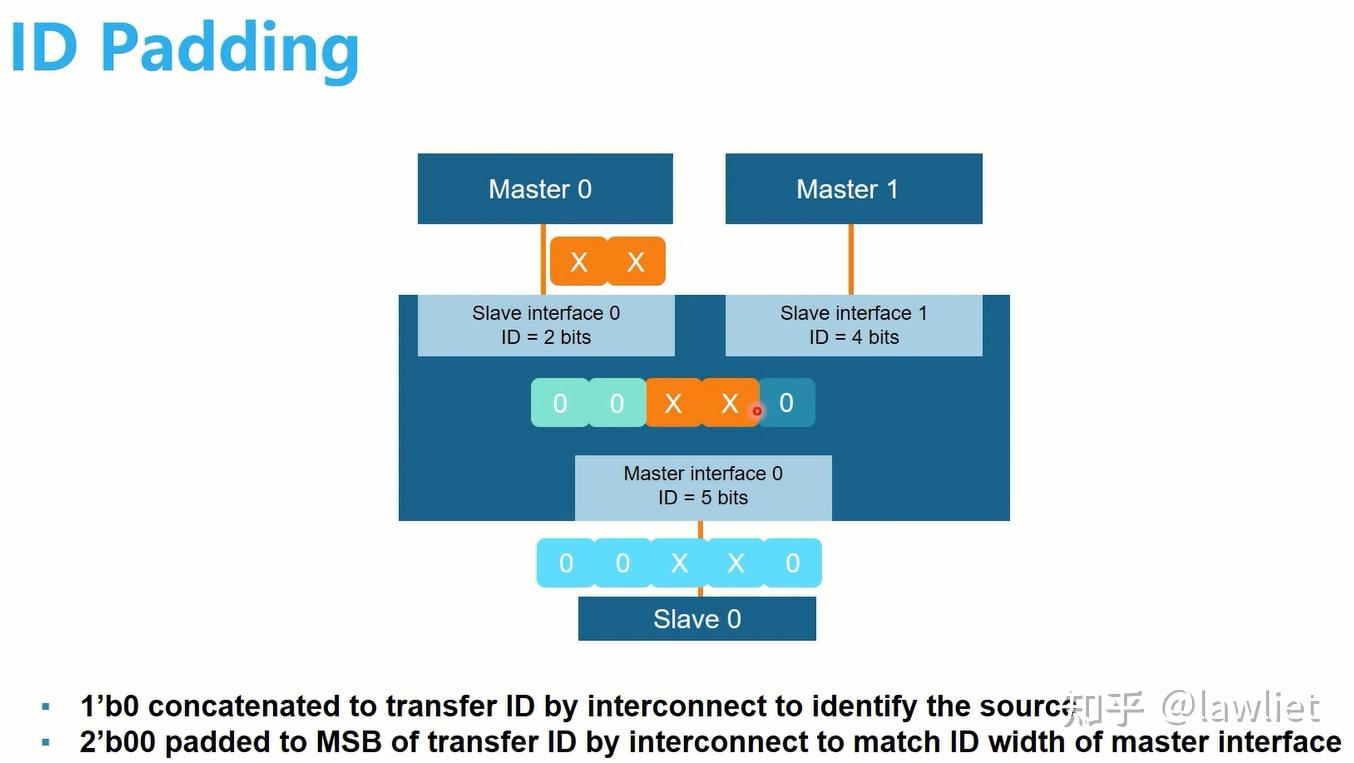 ID Padding
Master 0
Master 1
X X
Slave interface 0
ID = 2 bits
Slave interface 1
ID = 4 bits
0 0 X X 0
Master interface 0
ID = 5 bits
0 0 X X 0
Slave 0
▪ 1’b0 concatenated to transfer ID by interconnect to identify the source
▪ 2’b00 padded to MSB of transfer ID by interconnect to match ID width of master interface
知乎 @lawliet